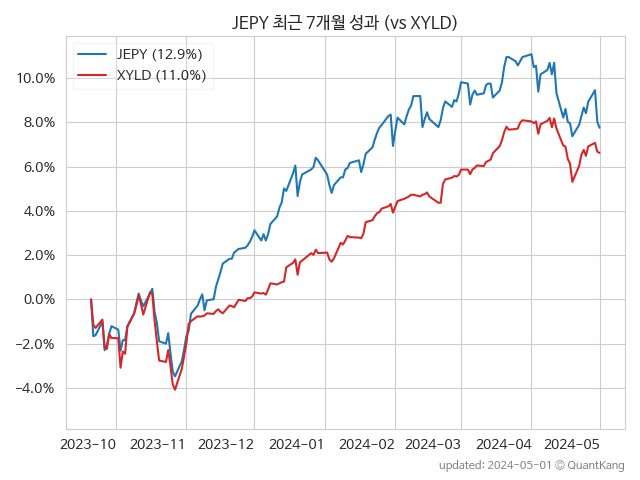 JEPY 최근 7개월 성과 (vs XYLD)
JEPY (12.9%)
XYLD (11.0%)
10.0%
8.0%
6.0%
4.0%
2.0%
0.0%
−2.0%
−4.0%
2023-10 2023-11 2023-12 2024-01 2024-02 2024-03 2024-04 2024-05
updated: 2024-05-01 © QuantKang